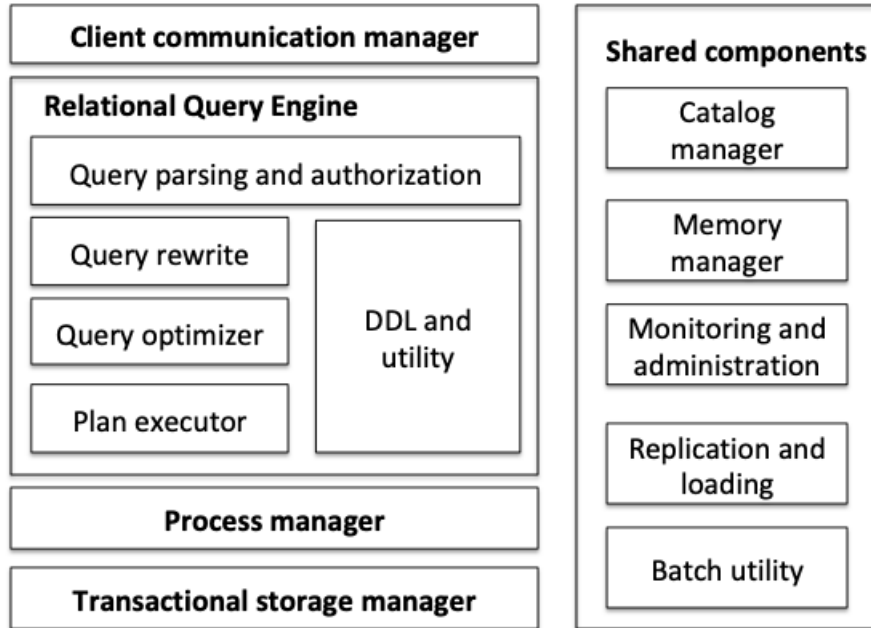 Client communication manager
Relational Query Engine
Query parsing and authorization
Query rewrite
Query optimizer
Plan executor
DDL and
utility
Process manager
Transactional storage manager
Shared components
Catalog
manager
Memory
manager
Monitoring and
administration
Replication and
loading
Batch utility